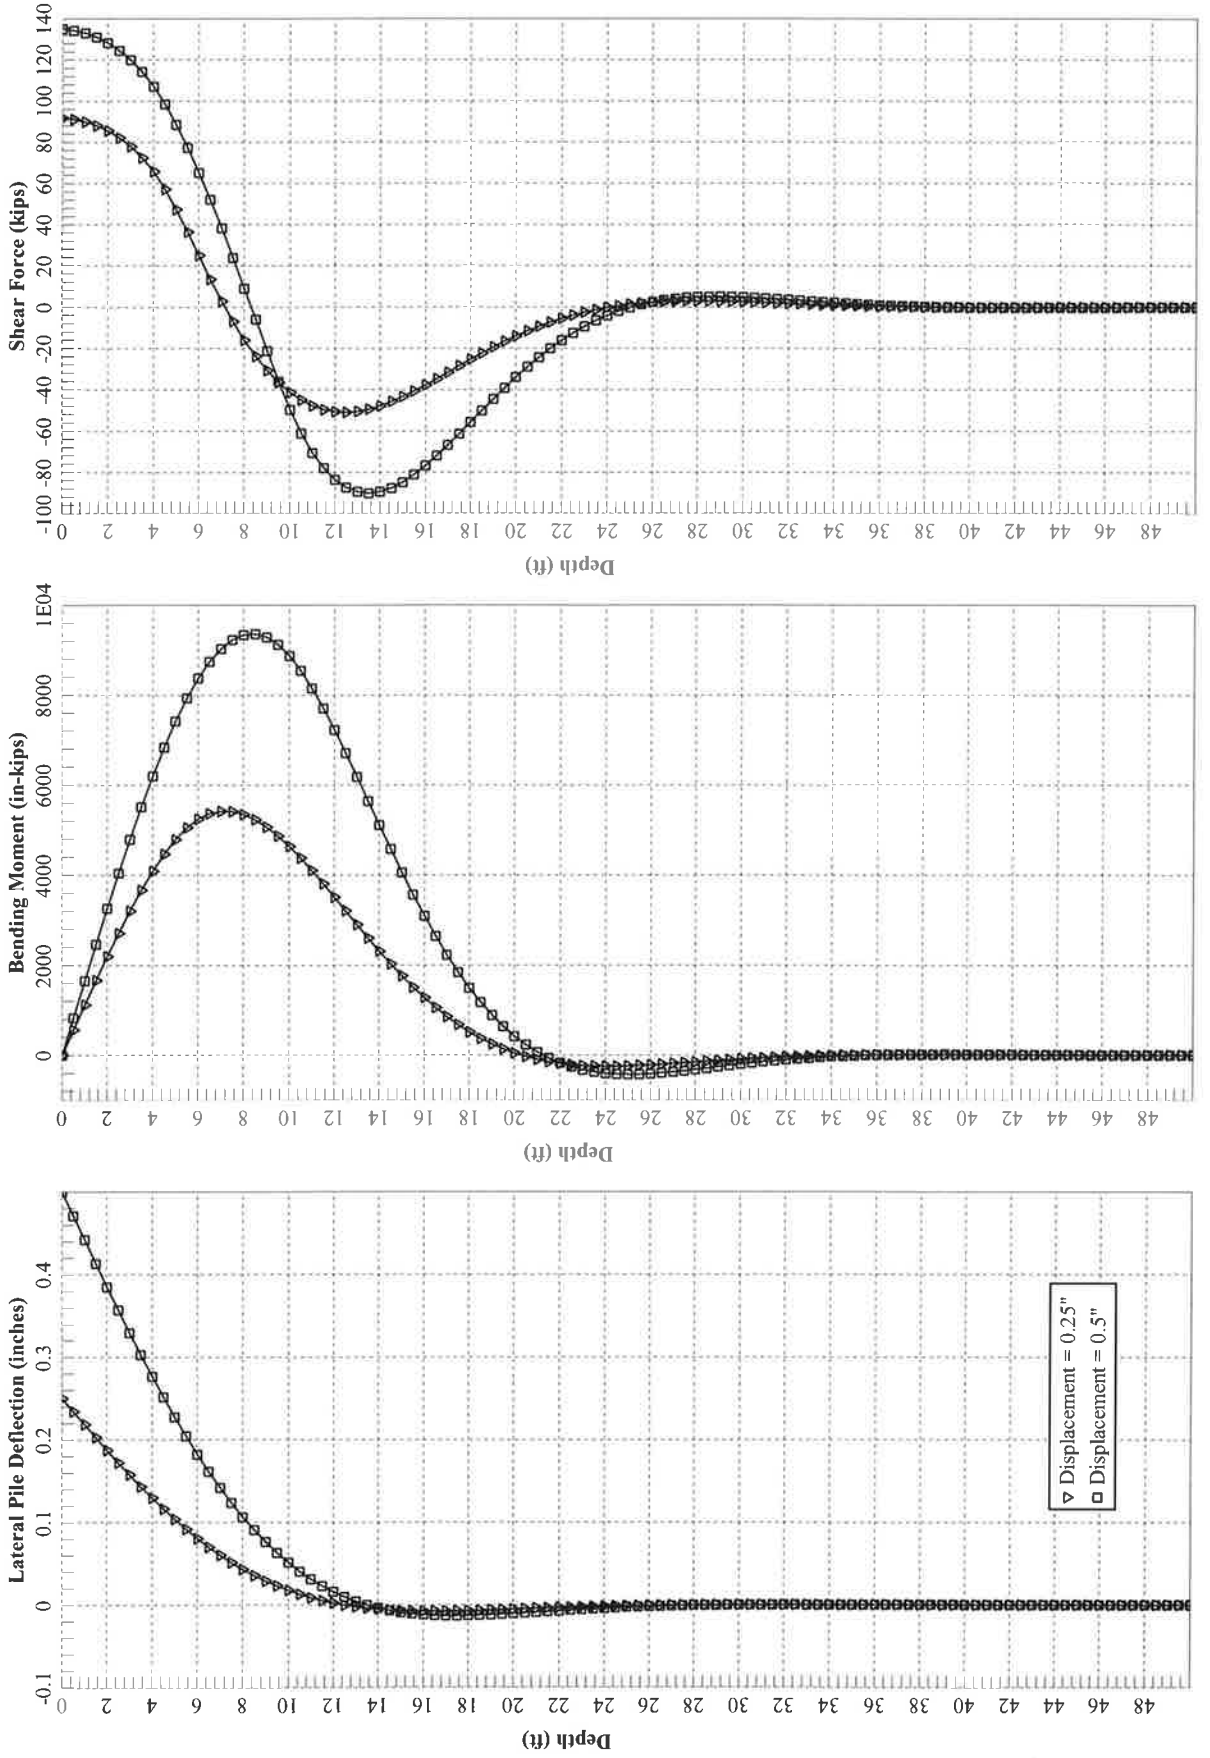 Lateral Pile Deflection (inches)
-0.1 0 0.1 0.2 0.3 0.4
Depth (ft)
0 2 4 6 8 10 12 14 16 18 20 22 24 26 28 30 32 34 36 38 40 42 44 46 48
Displacement = 0.25"
Displacement = 0.5"
Bending Moment (in-kips)
0 2000 4000 6000 8000 1E04
Depth (ft)
0 2 4 6 8 10 12 14 16 18 20 22 24 26 28 30 32 34 36 38 40 42 44 46 48
Shear Force (kips)
-100 -80 -60 -40 -20 0 20 40 60 80 100 120 140
Depth (ft)
0 2 4 6 8 10 12 14 16 18 20 22 24 26 28 30 32 34 36 38 40 42 44 46 48